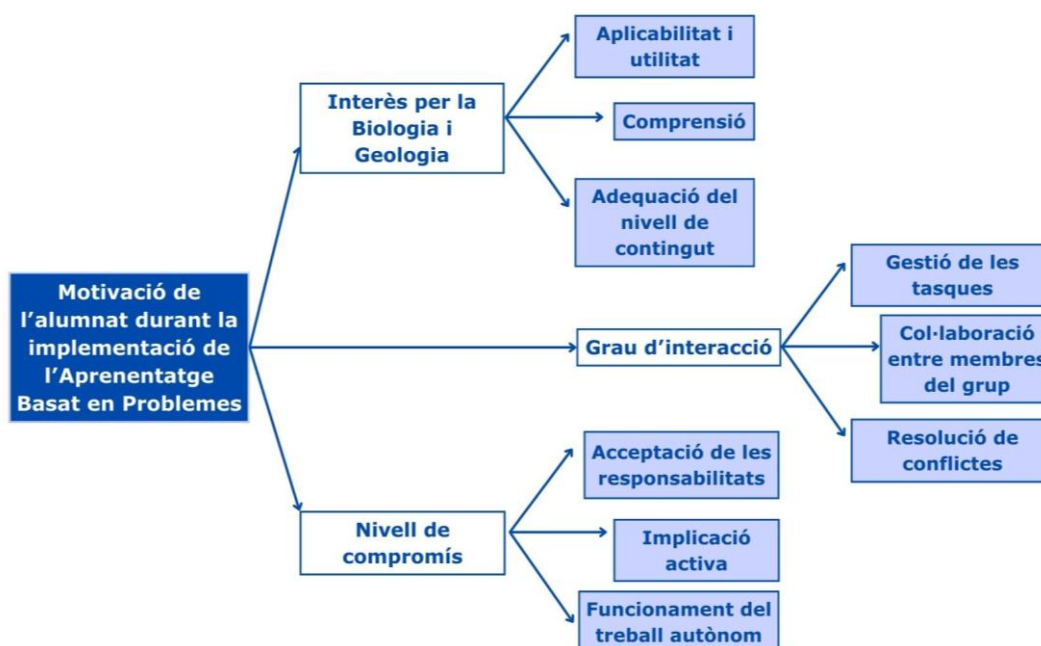 Motivació de
l’alumnat durant la
implementació de
l’Aprenentatge
Basat en Problemes
Interès per la
Biologia i
Geologia
Aplicabilitat i
utilitat
Comprensió
Adequació del
nivell de
contingut
Grau d’interacció
Gestió de les
tasques
Col·laboració
entre membres
del grup
Resolució de
conflictes
Nivell de
compromís
Acceptació de les
responsabilitats
Implicació
activa
Funcionament del
treball autònom